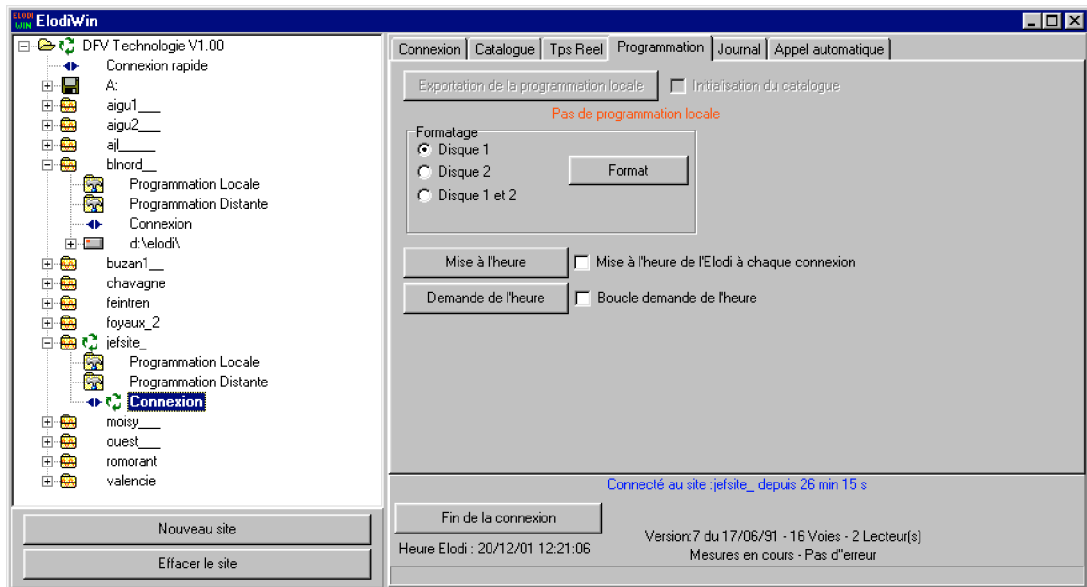 ELODI WIN ElodiWin
DFV Technologie V1.00
Connexion rapide
A:
aigu1___
aigu2___
ajl_____
blnord__
Programmation Locale
Programmation Distante
Connexion
d:\elodi\
buzan1__
chavagne
feintren
foyaux_2
jefsite_
Programmation Locale
Programmation Distante
Connexion
moisy___
ouest___
romorant
valencie
Nouveau site
Effacer le site
Connexion Catalogue Tps Reel Programmation Journal Appel automatique
Exportation de la programmation locale Initialisation du catalogue
Pas de programmation locale
Formatage
Disque 1
Disque 2
Format
Disque 1 et 2
Mise à l'heure Mise à l'heure de l'Elodi à chaque connexion
Demande de l'heure Boucle demande de l'heure
Connecté au site :jefsite_ depuis 26 min 15 s
Fin de la connexion
Version:7 du 17/06/91 - 16 Voies - 2 Lecteur(s)
Heure Elodi : 20/12/01 12:21:06
Mesures en cours - Pas d''erreur